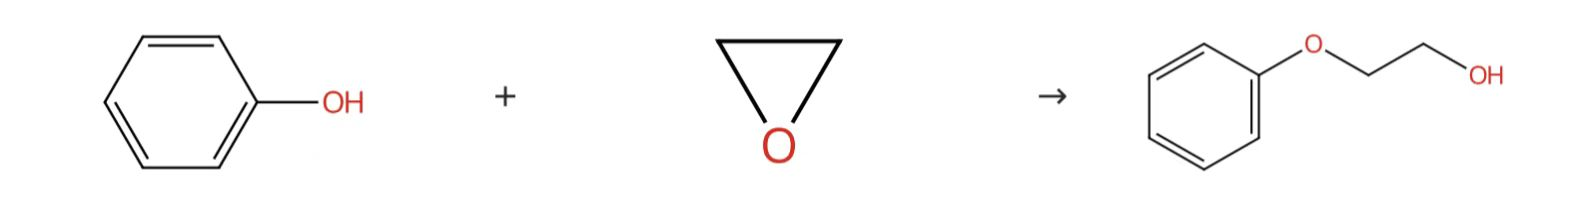 OH + O → O OH